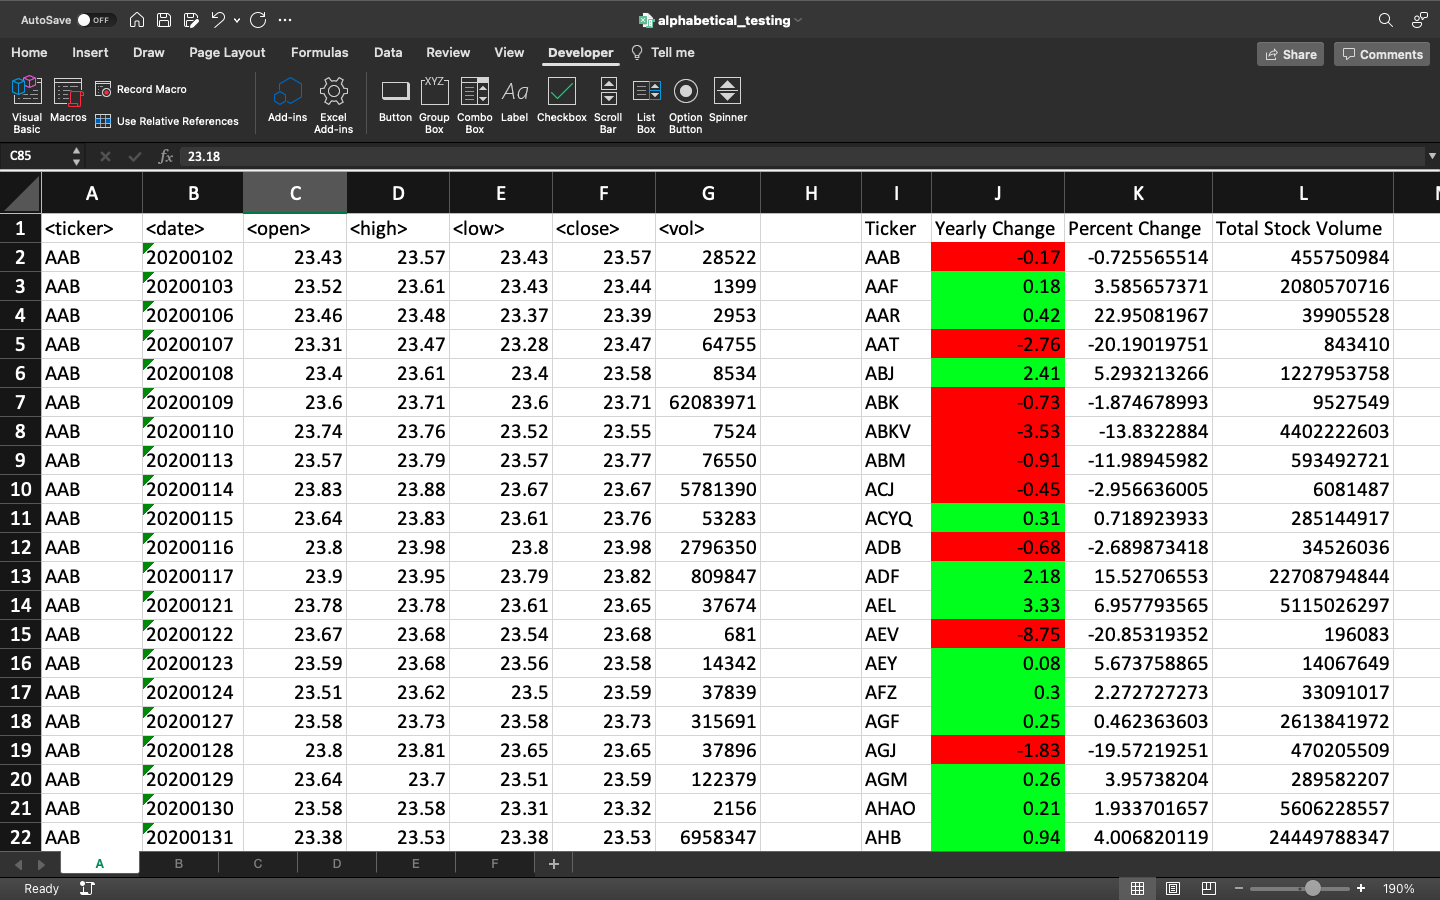 AutoSave OFF alphabetical_testing
Home Insert Draw Page Layout Formulas Data Review View Developer Tell me Share Comments
Visual Basic Macros Record Macro Use Relative References Add-ins Excel Add-ins Button Group Box Combo Box Label Checkbox Scroll Bar List Box Option Button Spinner
C85 fx 23.18
A B C D E F G H I J K L
1 <ticker> <date> <open> <high> <low> <close> <vol> Ticker Yearly Change Percent Change Total Stock Volume
2 AAB 20200102 23.43 23.57 23.43 23.57 28522 AAB -0.17 -0.725565514 455750984
3 AAB 20200103 23.52 23.61 23.43 23.44 1399 AAF 0.18 3.585657371 2080570716
4 AAB 20200106 23.46 23.48 23.37 23.39 2953 AAR 0.42 22.95081967 39905528
5 AAB 20200107 23.31 23.47 23.28 23.47 64755 AAT -2.76 -20.19019751 843410
6 AAB 20200108 23.4 23.61 23.4 23.58 8534 ABJ 2.41 5.293213266 1227953758
7 AAB 20200109 23.6 23.71 23.6 23.71 62083971 ABK -0.73 -1.874678993 9527549
8 AAB 20200110 23.74 23.76 23.52 23.55 7524 ABKV -3.53 -13.8322884 4402222603
9 AAB 20200113 23.57 23.79 23.57 23.77 76550 ABM -0.91 -11.98945982 593492721
10 AAB 20200114 23.83 23.88 23.67 23.67 5781390 ACJ -0.45 -2.956636005 6081487
11 AAB 20200115 23.64 23.83 23.61 23.76 53283 ACYQ 0.31 0.718923933 285144917
12 AAB 20200116 23.8 23.98 23.8 23.98 2796350 ADB -0.68 -2.689873418 34526036
13 AAB 20200117 23.9 23.95 23.79 23.82 809847 ADF 2.18 15.52706553 22708794844
14 AAB 20200121 23.78 23.78 23.61 23.65 37674 AEL 3.33 6.957793565 5115026297
15 AAB 20200122 23.67 23.68 23.54 23.68 681 AEV -8.75 -20.85319352 196083
16 AAB 20200123 23.59 23.68 23.56 23.58 14342 AEY 0.08 5.673758865 14067649
17 AAB 20200124 23.51 23.62 23.5 23.59 37839 AFZ 0.3 2.272727273 33091017
18 AAB 20200127 23.58 23.73 23.58 23.73 315691 AGF 0.25 0.462363603 2613841972
19 AAB 20200128 23.8 23.81 23.65 23.65 37896 AGJ -1.83 -19.57219251 470205509
20 AAB 20200129 23.64 23.7 23.51 23.59 122379 AGM 0.26 3.95738204 289582207
21 AAB 20200130 23.58 23.58 23.31 23.32 2156 AHAO 0.21 1.933701657 5606228557
22 AAB 20200131 23.38 23.53 23.38 23.53 6958347 AHB 0.94 4.006820119 24449788347
A B C D E F +
Ready 190%